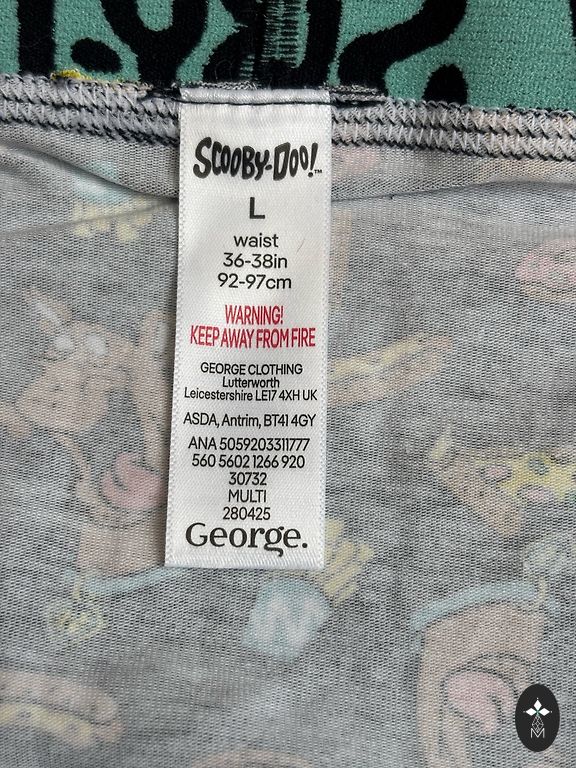 SCOOBY-DOO!™
L
waist
36-38in
92-97cm
WARNING!
KEEP AWAY FROM FIRE
GEORGE CLOTHING
Lutterworth
Leicestershire LE17 4XH UK
ASDA, Antrim, BT41 4GY
ANA 5059203311777
560 5602 1266 920
30732
MULTI
280425
George.
N
M